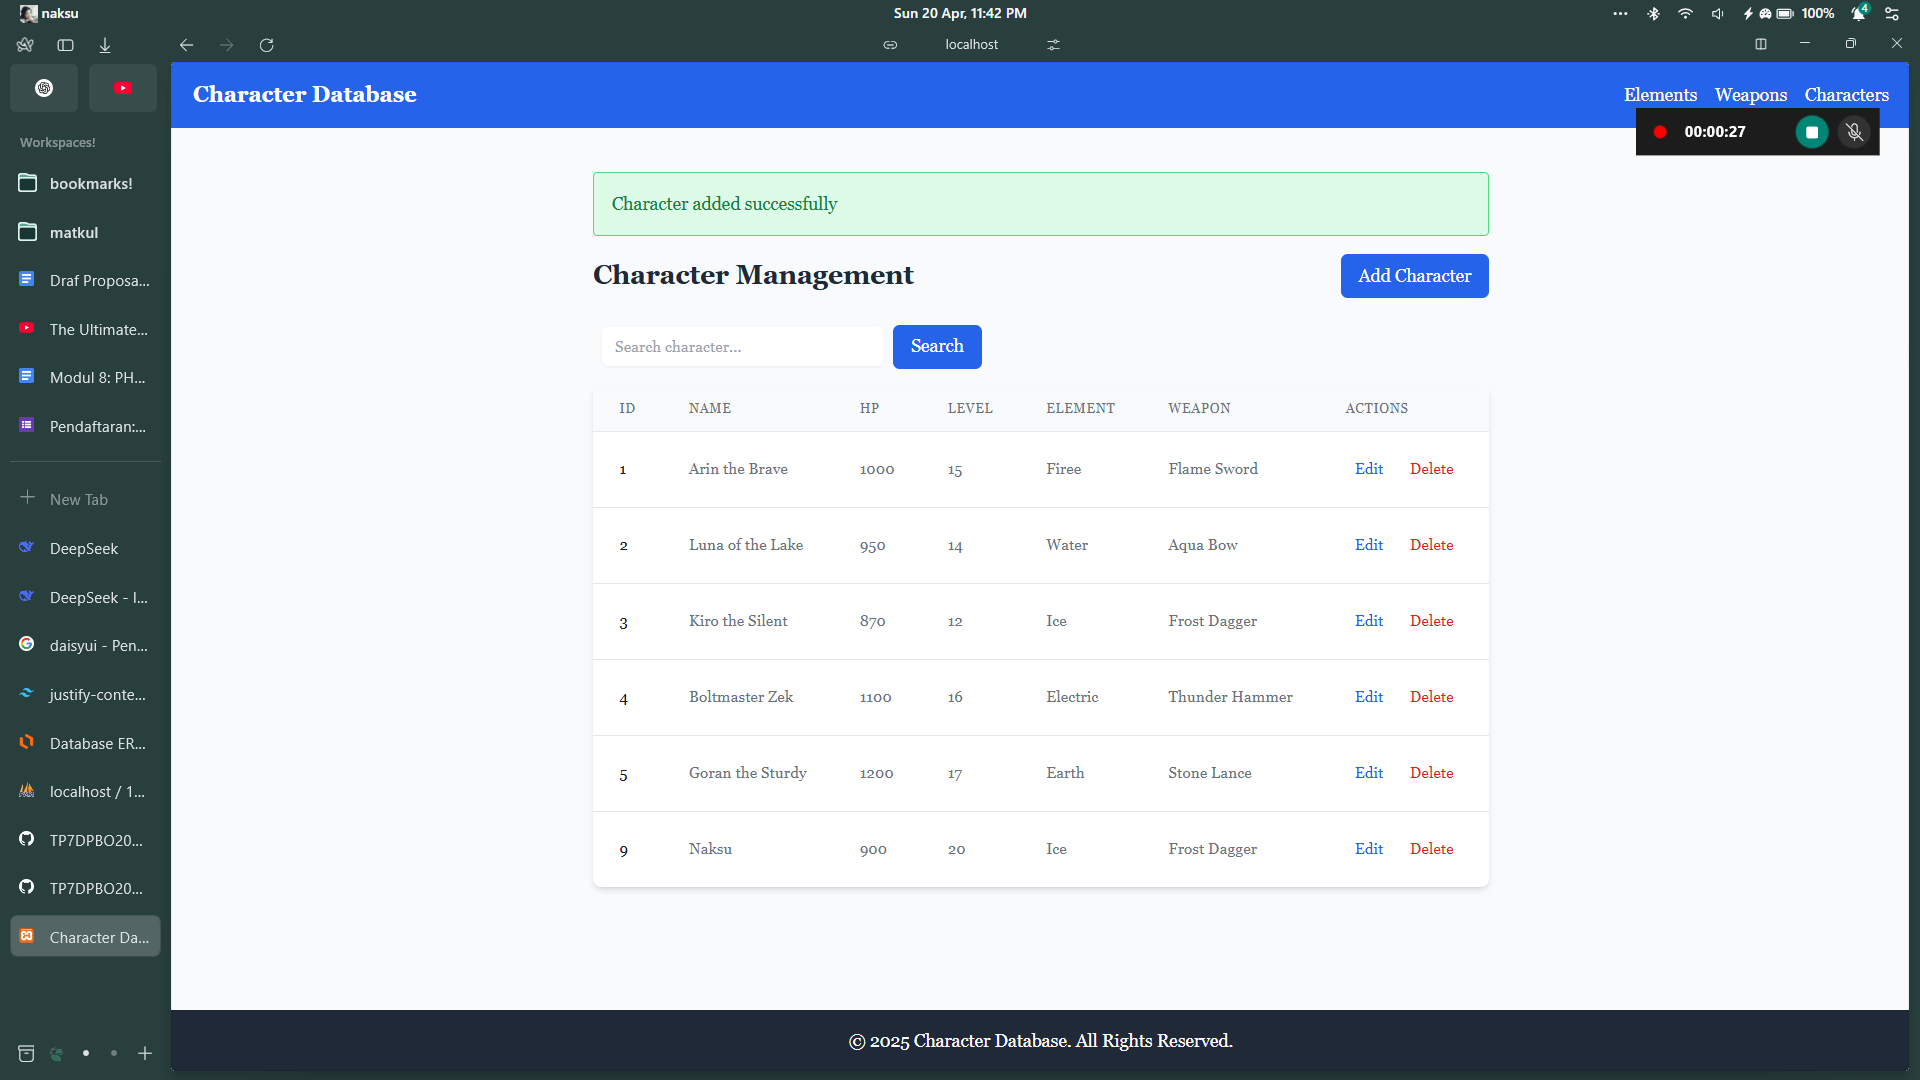 naksu
Sun 20 Apr, 11:42 PM
100%
4
localhost
Workspaces!
bookmarks!
matkul
Draf Proposa...
The Ultimate...
Modul 8: PH...
Pendaftaran:...
New Tab
DeepSeek
DeepSeek - I...
daisyui - Pen...
justify-conte...
Database ER...
localhost / 1...
TP7DPBO20...
TP7DPBO20...
Character Da...
Character Database
Elements Weapons Characters
00:00:27
Character added successfully
Character Management
Add Character
Search character...
Search
ID NAME HP LEVEL ELEMENT WEAPON ACTIONS
1 Arin the Brave 1000 15 Firee Flame Sword Edit Delete
2 Luna of the Lake 950 14 Water Aqua Bow Edit Delete
3 Kiro the Silent 870 12 Ice Frost Dagger Edit Delete
4 Boltmaster Zek 1100 16 Electric Thunder Hammer Edit Delete
5 Goran the Sturdy 1200 17 Earth Stone Lance Edit Delete
9 Naksu 900 20 Ice Frost Dagger Edit Delete
© 2025 Character Database. All Rights Reserved.